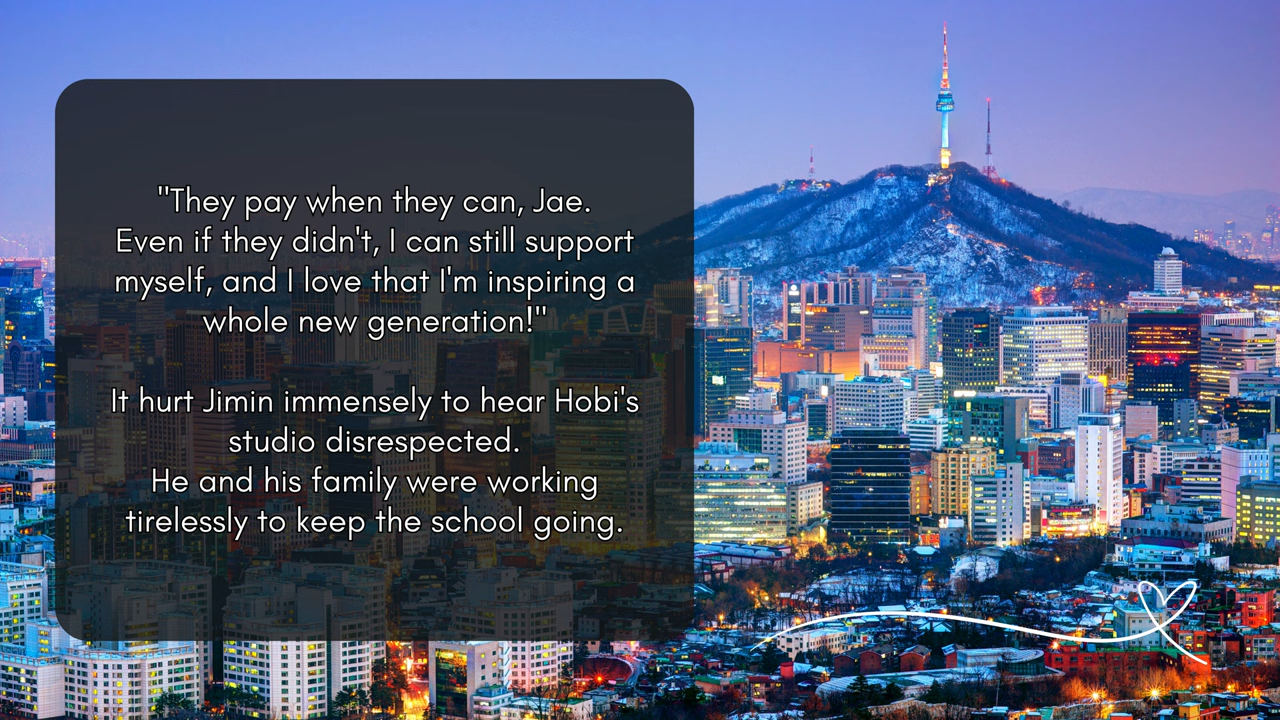 "They pay when they can, Jae.
Even if they didn't, I can still support
myself, and I love that I'm inspiring a
whole new generation!"
It hurt Jimin immensely to hear Hobi's
studio disrespected.
He and his family were working
tirelessly to keep the school going.